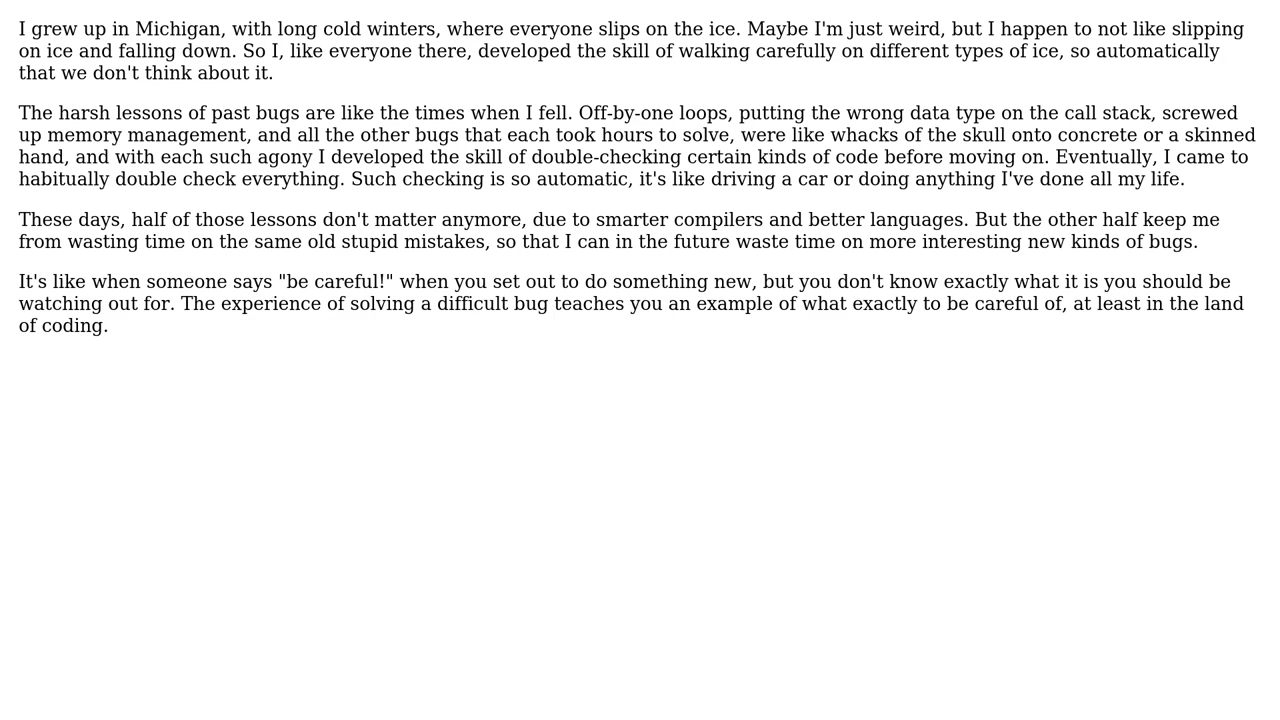 I grew up in Michigan, with long cold winters, where everyone slips on the ice. Maybe I'm just weird, but I happen to not like slipping
on ice and falling down. So I, like everyone there, developed the skill of walking carefully on different types of ice, so automatically
that we don't think about it.
The harsh lessons of past bugs are like the times when I fell. Off-by-one loops, putting the wrong data type on the call stack, screwed
up memory management, and all the other bugs that each took hours to solve, were like whacks of the skull onto concrete or a skinned
hand, and with each such agony I developed the skill of double-checking certain kinds of code before moving on. Eventually, I came to
habitually double check everything. Such checking is so automatic, it's like driving a car or doing anything I've done all my life.
These days, half of those lessons don't matter anymore, due to smarter compilers and better languages. But the other half keep me
from wasting time on the same old stupid mistakes, so that I can in the future waste time on more interesting new kinds of bugs.
It's like when someone says "be careful!" when you set out to do something new, but you don't know exactly what it is you should be
watching out for. The experience of solving a difficult bug teaches you an example of what exactly to be careful of, at least in the land
of coding.